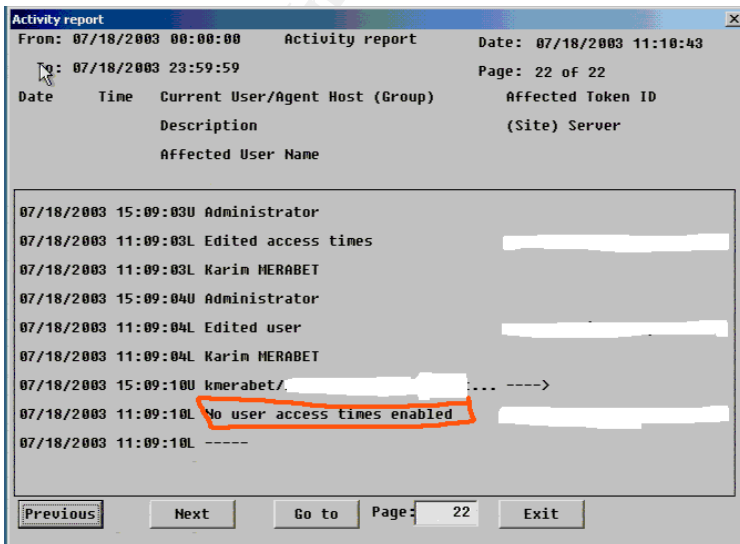 Activity report
From: 07/18/2003 00:00:00 Activity report Date: 07/18/2003 11:10:43
To: 07/18/2003 23:59:59 Page: 22 of 22
Date Time Current User/Agent Host (Group) Affected Token ID
Description (Site) Server
Affected User Name
07/18/2003 15:09:03U Administrator
07/18/2003 11:09:03L Edited access times
07/18/2003 11:09:03L Karim MERABET
07/18/2003 15:09:04U Administrator
07/18/2003 11:09:04L Edited user
07/18/2003 11:09:04L Karim MERABET
07/18/2003 15:09:10U kmerabet/ ... ---->
07/18/2003 11:09:10L No user access times enabled
07/18/2003 11:09:10L -----
Previous Next Go to Page: 22 Exit